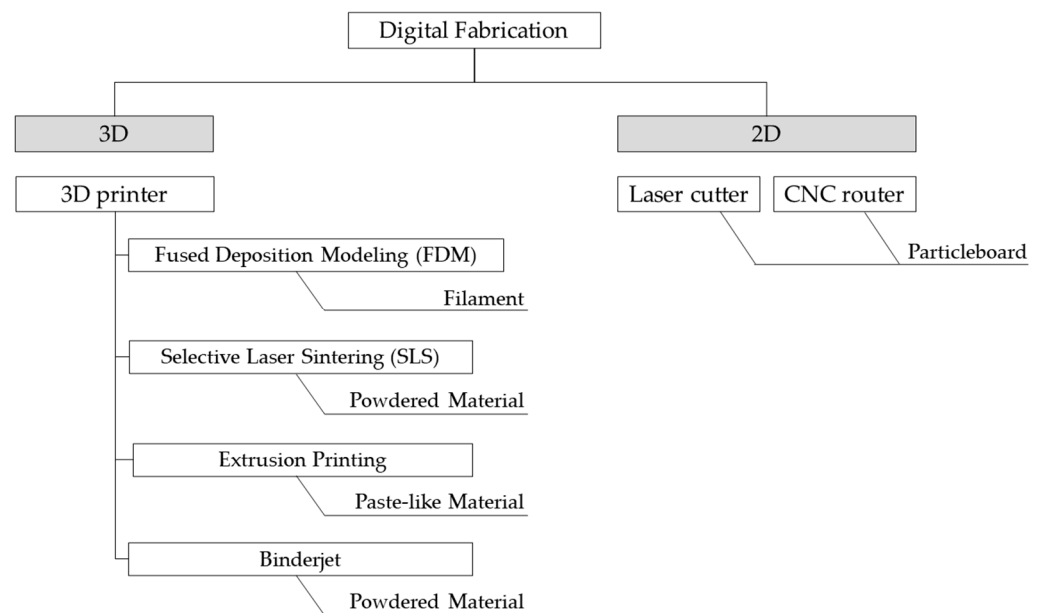 Digital Fabrication
3D
2D
3D printer
Laser cutter
CNC router
Particleboard
Fused Deposition Modeling (FDM)
Filament
Selective Laser Sintering (SLS)
Powdered Material
Extrusion Printing
Paste-like Material
Binderjet
Powdered Material